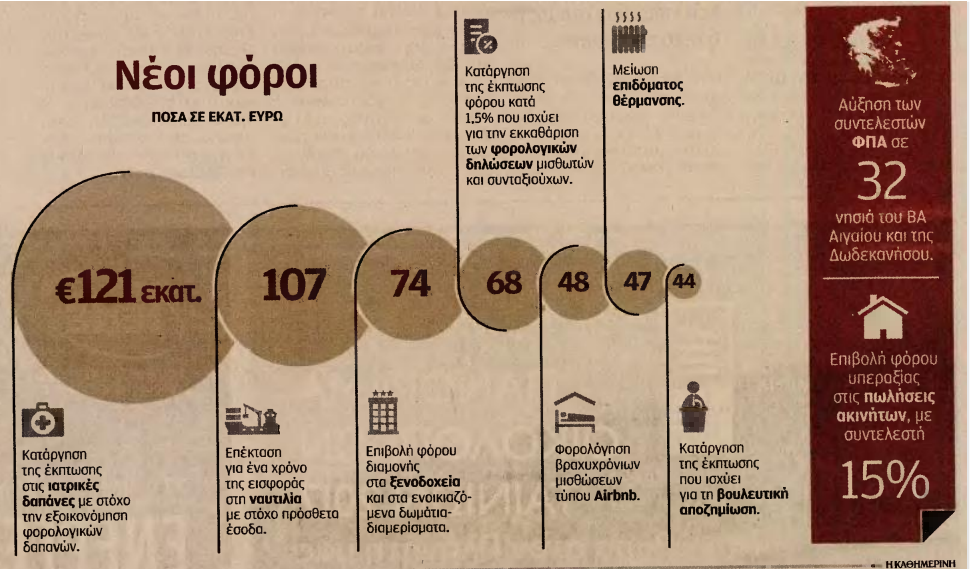 Νέοι φόροι
ΠΟΣΑ ΣΕ ΕΚΑΤ. ΕΥΡΩ
Κατάργηση
της έκπτωσης
φόρου κατά
1,5% που ισχύει
για την εκκαθάριση
των φορολογικών
δηλώσεων μισθωτών
και συνταξιούχων.
Μείωση
επιδόματος
θέρμανσης.
€121 εκατ.
107
74
68
48
47
44
Κατάργηση
της έκπτωσης
στις ιατρικές
δαπάνες με στόχο
την εξοικονόμηση
φορολογικών
δαπανών.
Επέκταση
για ένα χρόνο
της εισφοράς
στη ναυτιλία
με στόχο πρόσθετα
έσοδα.
Επιβολή φόρου
διαμονής
στα ξενοδοχεία
και στα ενοικιαζό-
μενα δωμάτια-
διαμερίσματα.
Φορολόγηση
βραχυχρόνιων
μισθώσεων
τύπου Airbnb.
Κατάργηση
της έκπτωσης
που ισχύει
για τη βουλευτική
αποζημίωση.
Αύξηση των
συντελεστών
ΦΠΑ σε
32
νησιά του ΒΑ
Αιγαίου και της
Δωδεκανήσου.
Επιβολή φόρου
υπεραξίας
στις πωλήσεις
ακινήτων, με
συντελεστή
15%
Η ΚΑΘΗΜΕΡΙΝΗ